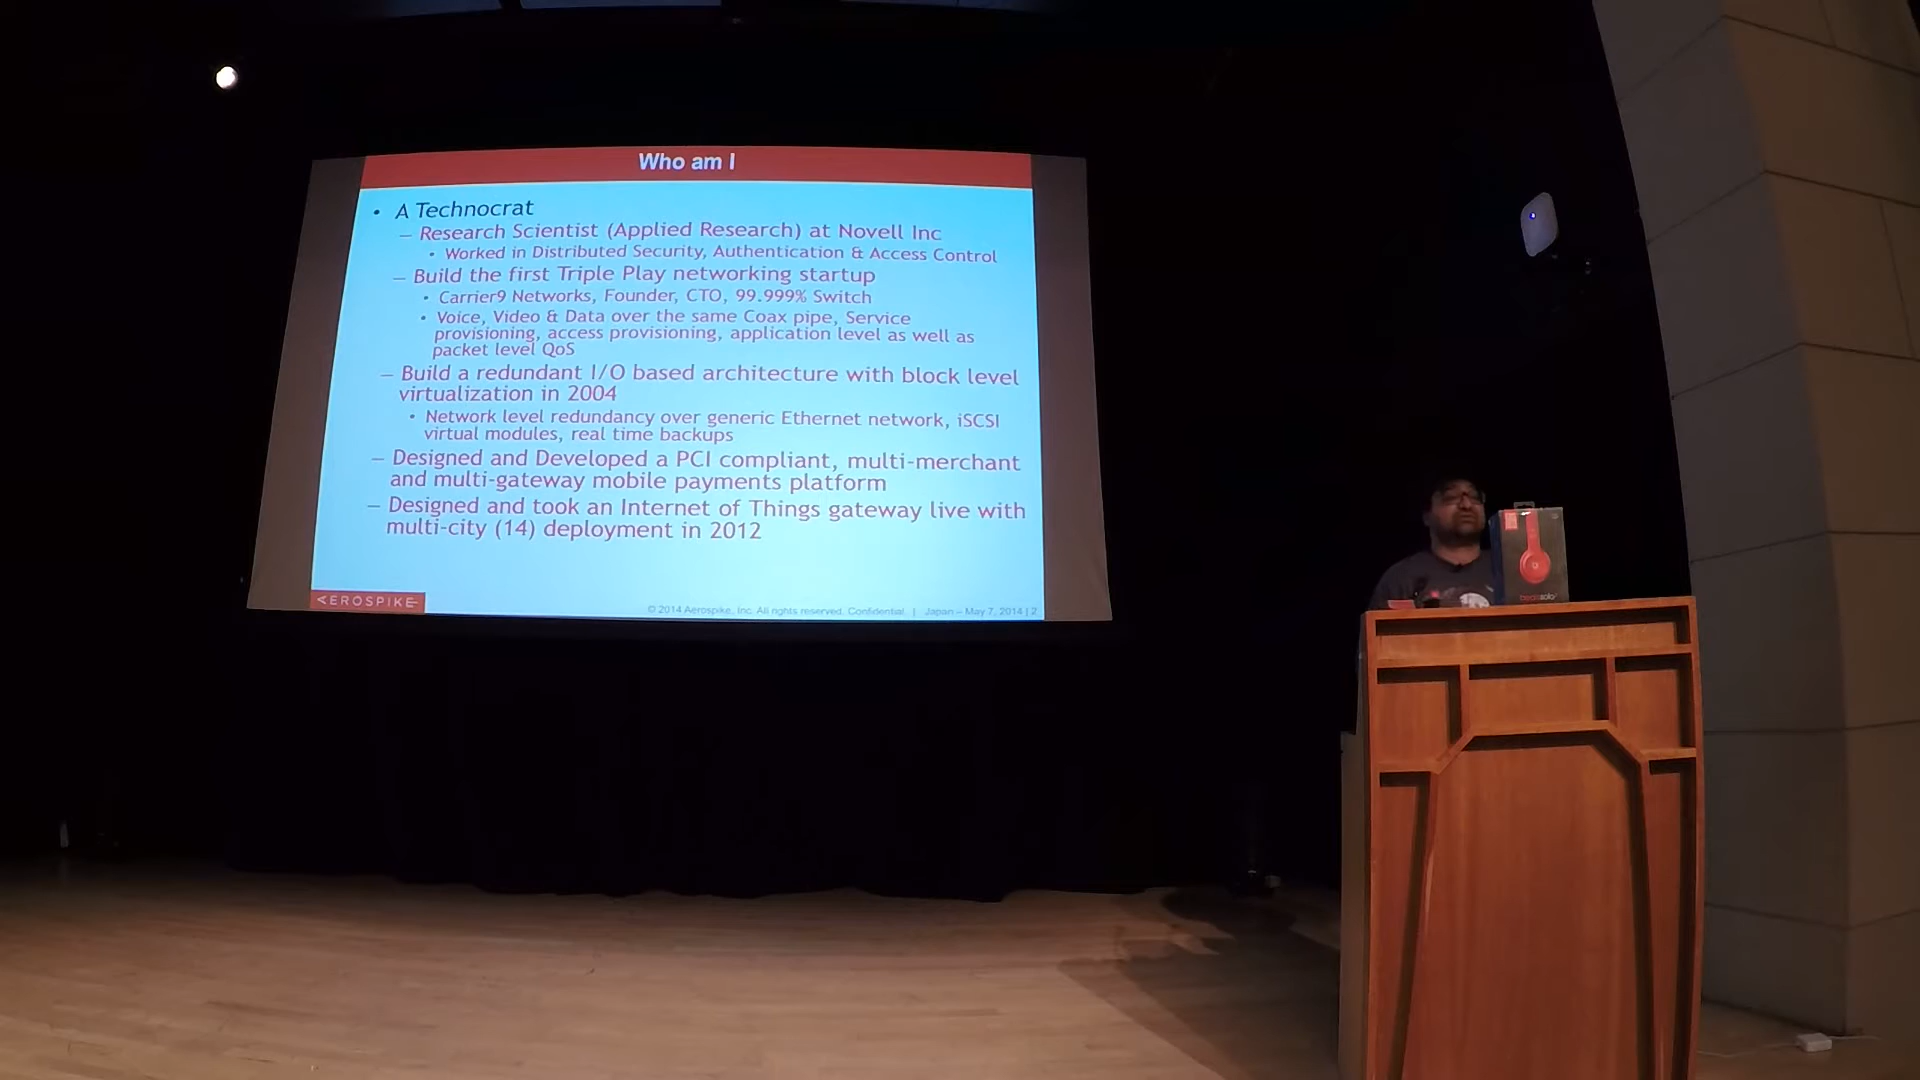 Who am I
• A Technocrat
– Research Scientist (Applied Research) at Novell Inc
• Worked in Distributed Security, Authentication & Access Control
– Build the first Triple Play networking startup
• Carrier9 Networks, Founder, CTO, 99.999% Switch
• Voice, Video & Data over the same Coax pipe, Service
provisioning, access provisioning, application level as well as
packet level QoS
– Build a redundant I/O based architecture with block level
virtualization in 2004
• Network level redundancy over generic Ethernet network, iSCSI
virtual modules, real time backups
– Designed and Developed a PCI compliant, multi-merchant
and multi-gateway mobile payments platform
– Designed and took an Internet of Things gateway live with
multi-city (14) deployment in 2012
AEROSPIKE
© 2014 Aerospike, Inc. All rights reserved. Confidential. | Japan – May 7, 2014 | 2
beats solo²